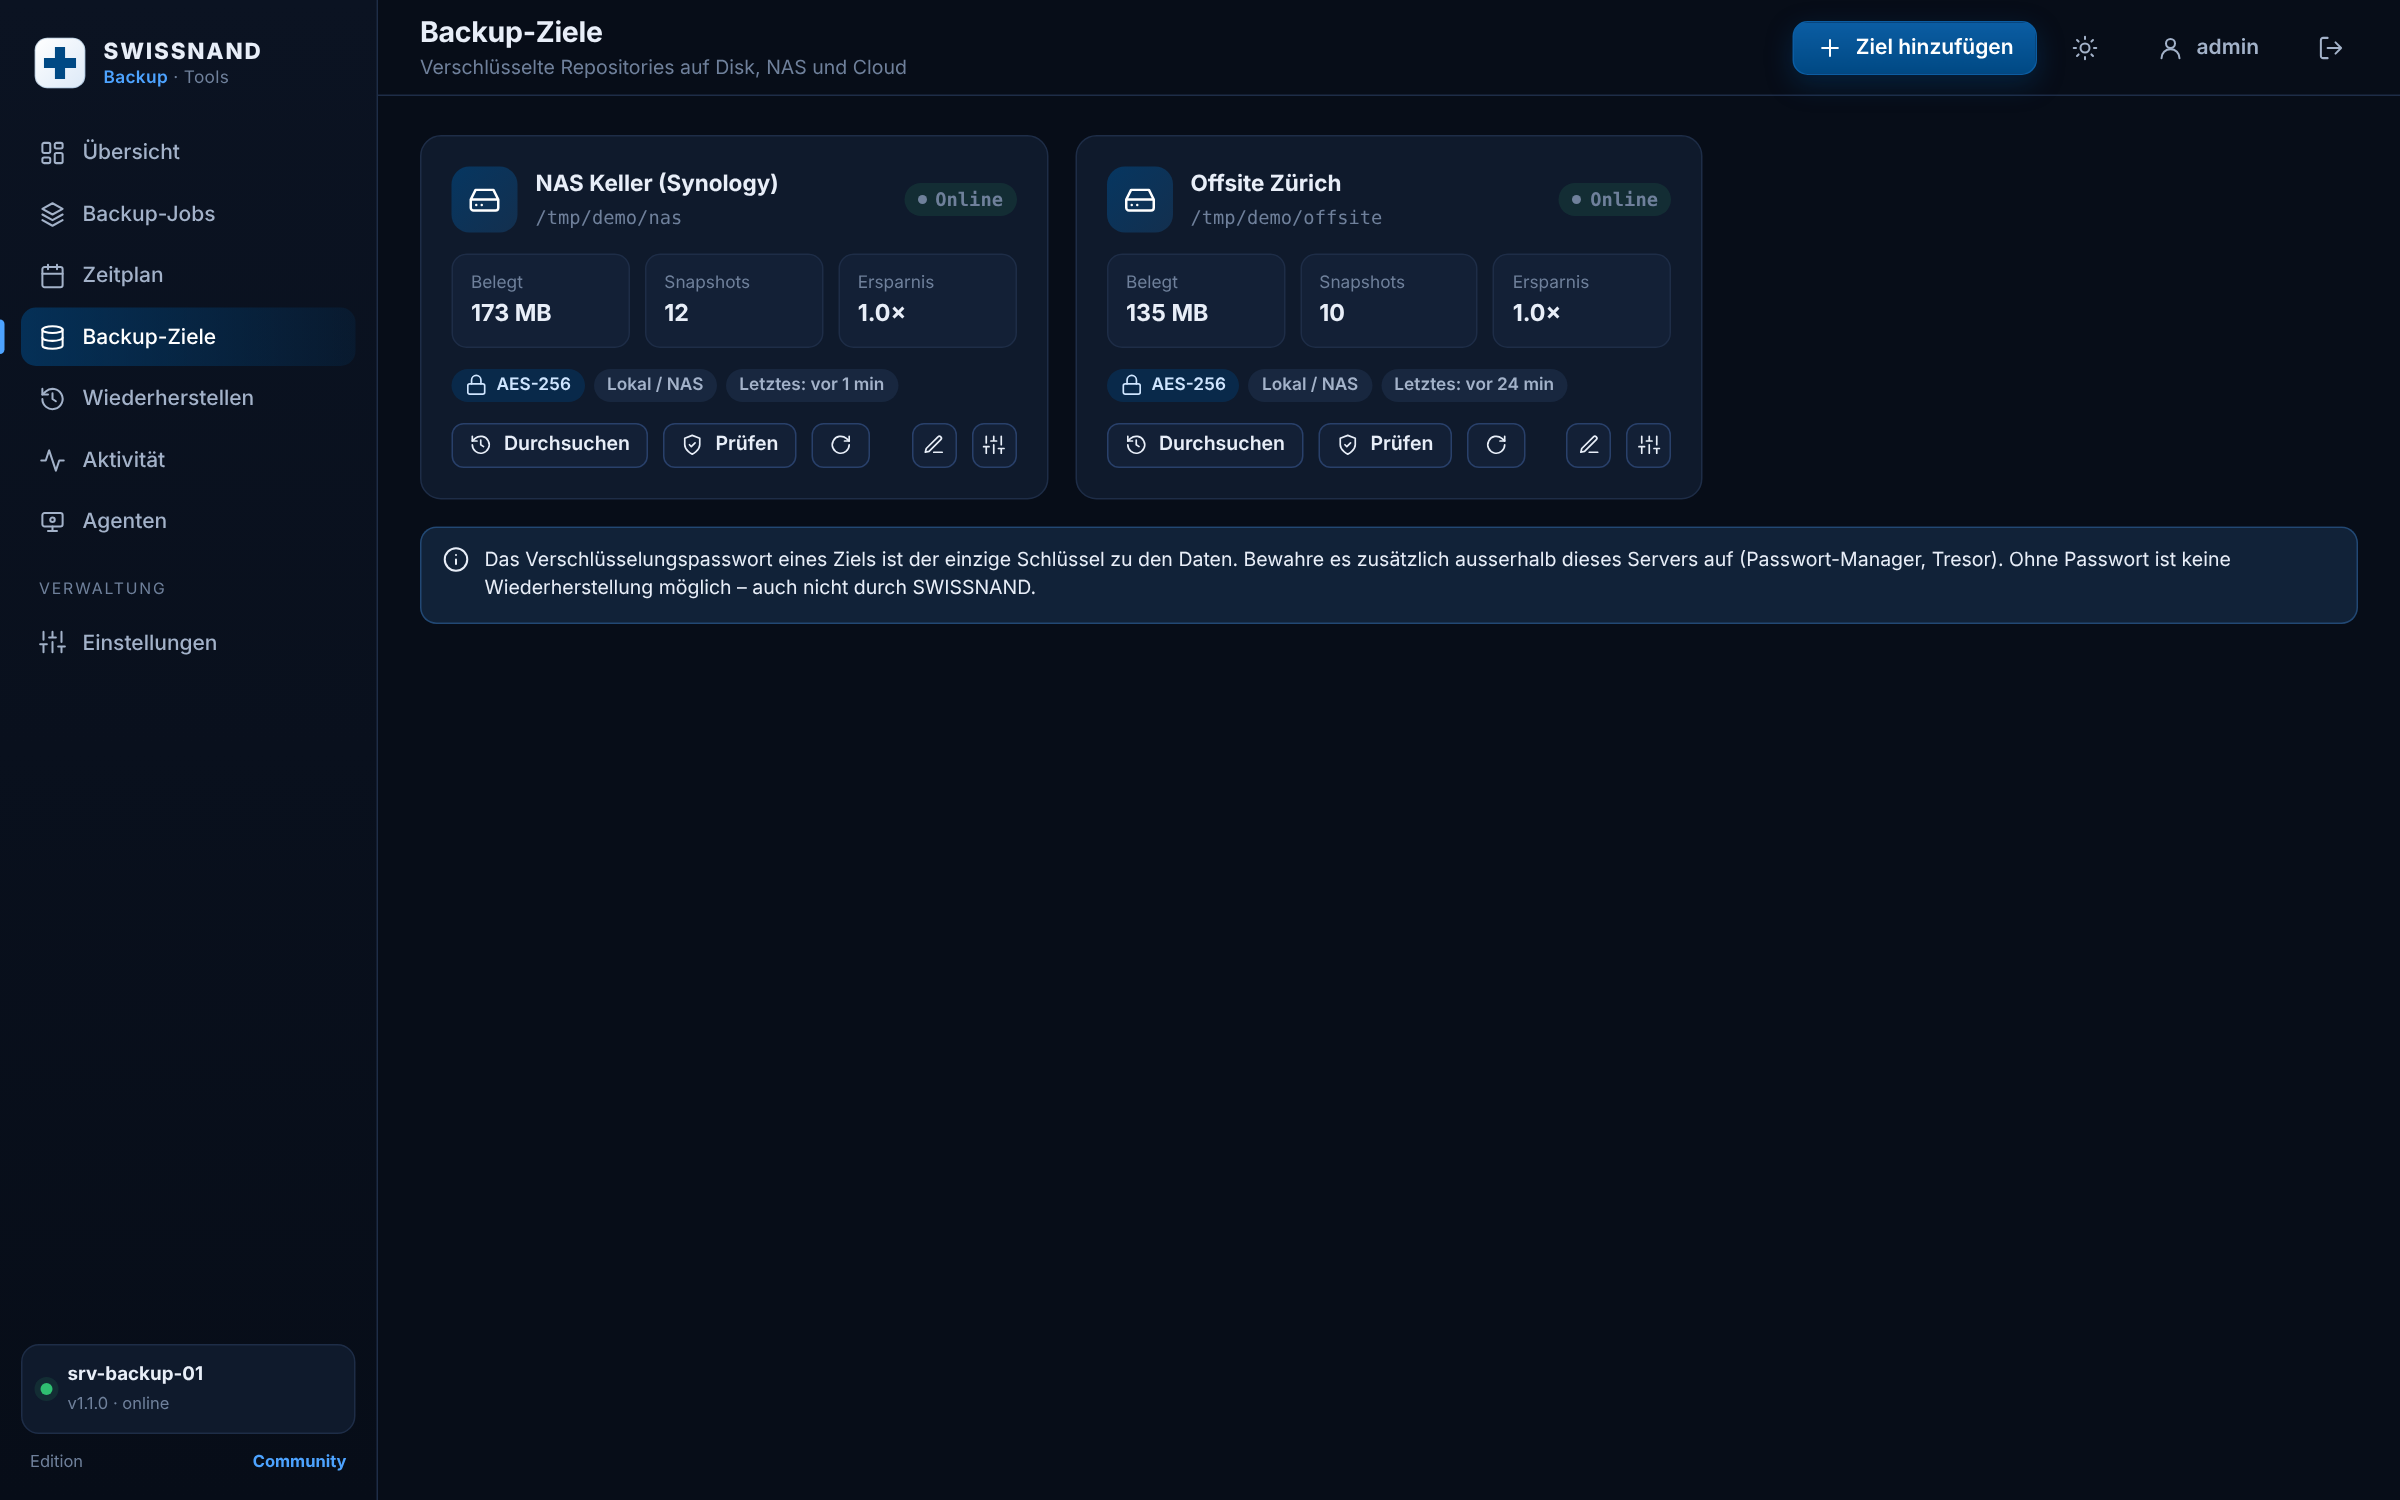 SWISSNAND
Backup · Tools
Übersicht
Backup-Jobs
Zeitplan
Backup-Ziele
Wiederherstellen
Aktivität
Agenten
VERWALTUNG
Einstellungen
srv-backup-01
v1.1.0 · online
Edition Community
Backup-Ziele
Verschlüsselte Repositories auf Disk, NAS und Cloud
Ziel hinzufügen
admin
NAS Keller (Synology)
/tmp/demo/nas
Online
Belegt
173 MB
Snapshots
12
Ersparnis
1.0×
AES-256
Lokal / NAS
Letztes: vor 1 min
Durchsuchen
Prüfen
Offsite Zürich
/tmp/demo/offsite
Online
Belegt
135 MB
Snapshots
10
Ersparnis
1.0×
AES-256
Lokal / NAS
Letztes: vor 24 min
Durchsuchen
Prüfen
Das Verschlüsselungspasswort eines Ziels ist der einzige Schlüssel zu den Daten. Bewahre es zusätzlich ausserhalb dieses Servers auf (Passwort-Manager, Tresor). Ohne Passwort ist keine
Wiederherstellung möglich – auch nicht durch SWISSNAND.